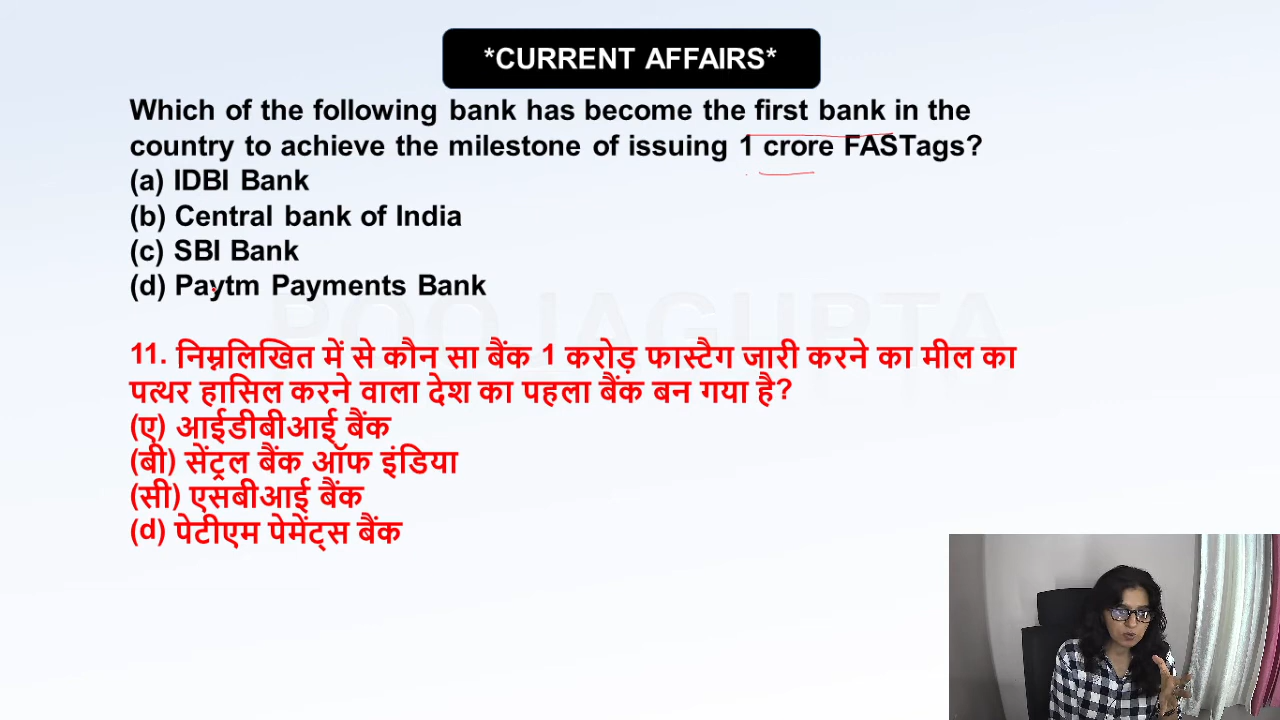 *CURRENT AFFAIRS*
Which of the following bank has become the first bank in the
country to achieve the milestone of issuing 1 crore FASTags?
(a) IDBI Bank
(b) Central bank of India
(c) SBI Bank
(d) Paytm Payments Bank
POOJAGUPTA
11. निम्नलिखित में से कौन सा बैंक 1 करोड़ फास्टैग जारी करने का मील का
पत्थर हासिल करने वाला देश का पहला बैंक बन गया है?
(ए) आईडीबीआई बैंक
(बी) सेंट्रल बैंक ऑफ इंडिया
(सी) एसबीआई बैंक
(d) पेटीएम पेमेंट्स बैंक